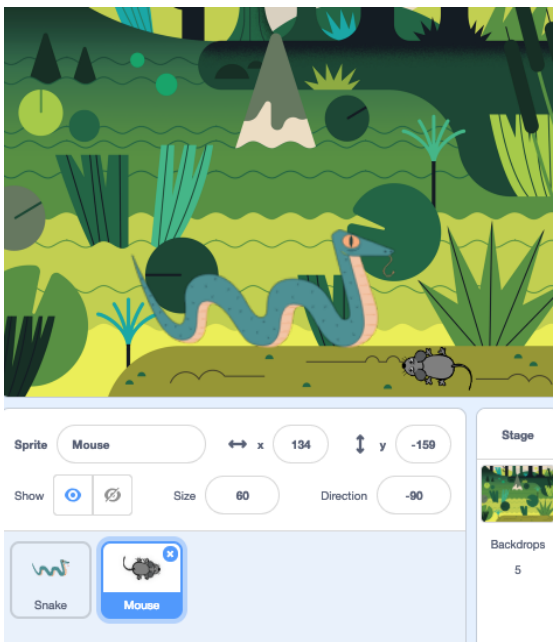 Sprite Mouse x 134 y -159
Show Size 60 Direction -90
Snake
Mouse
Stage
Backdrops
5